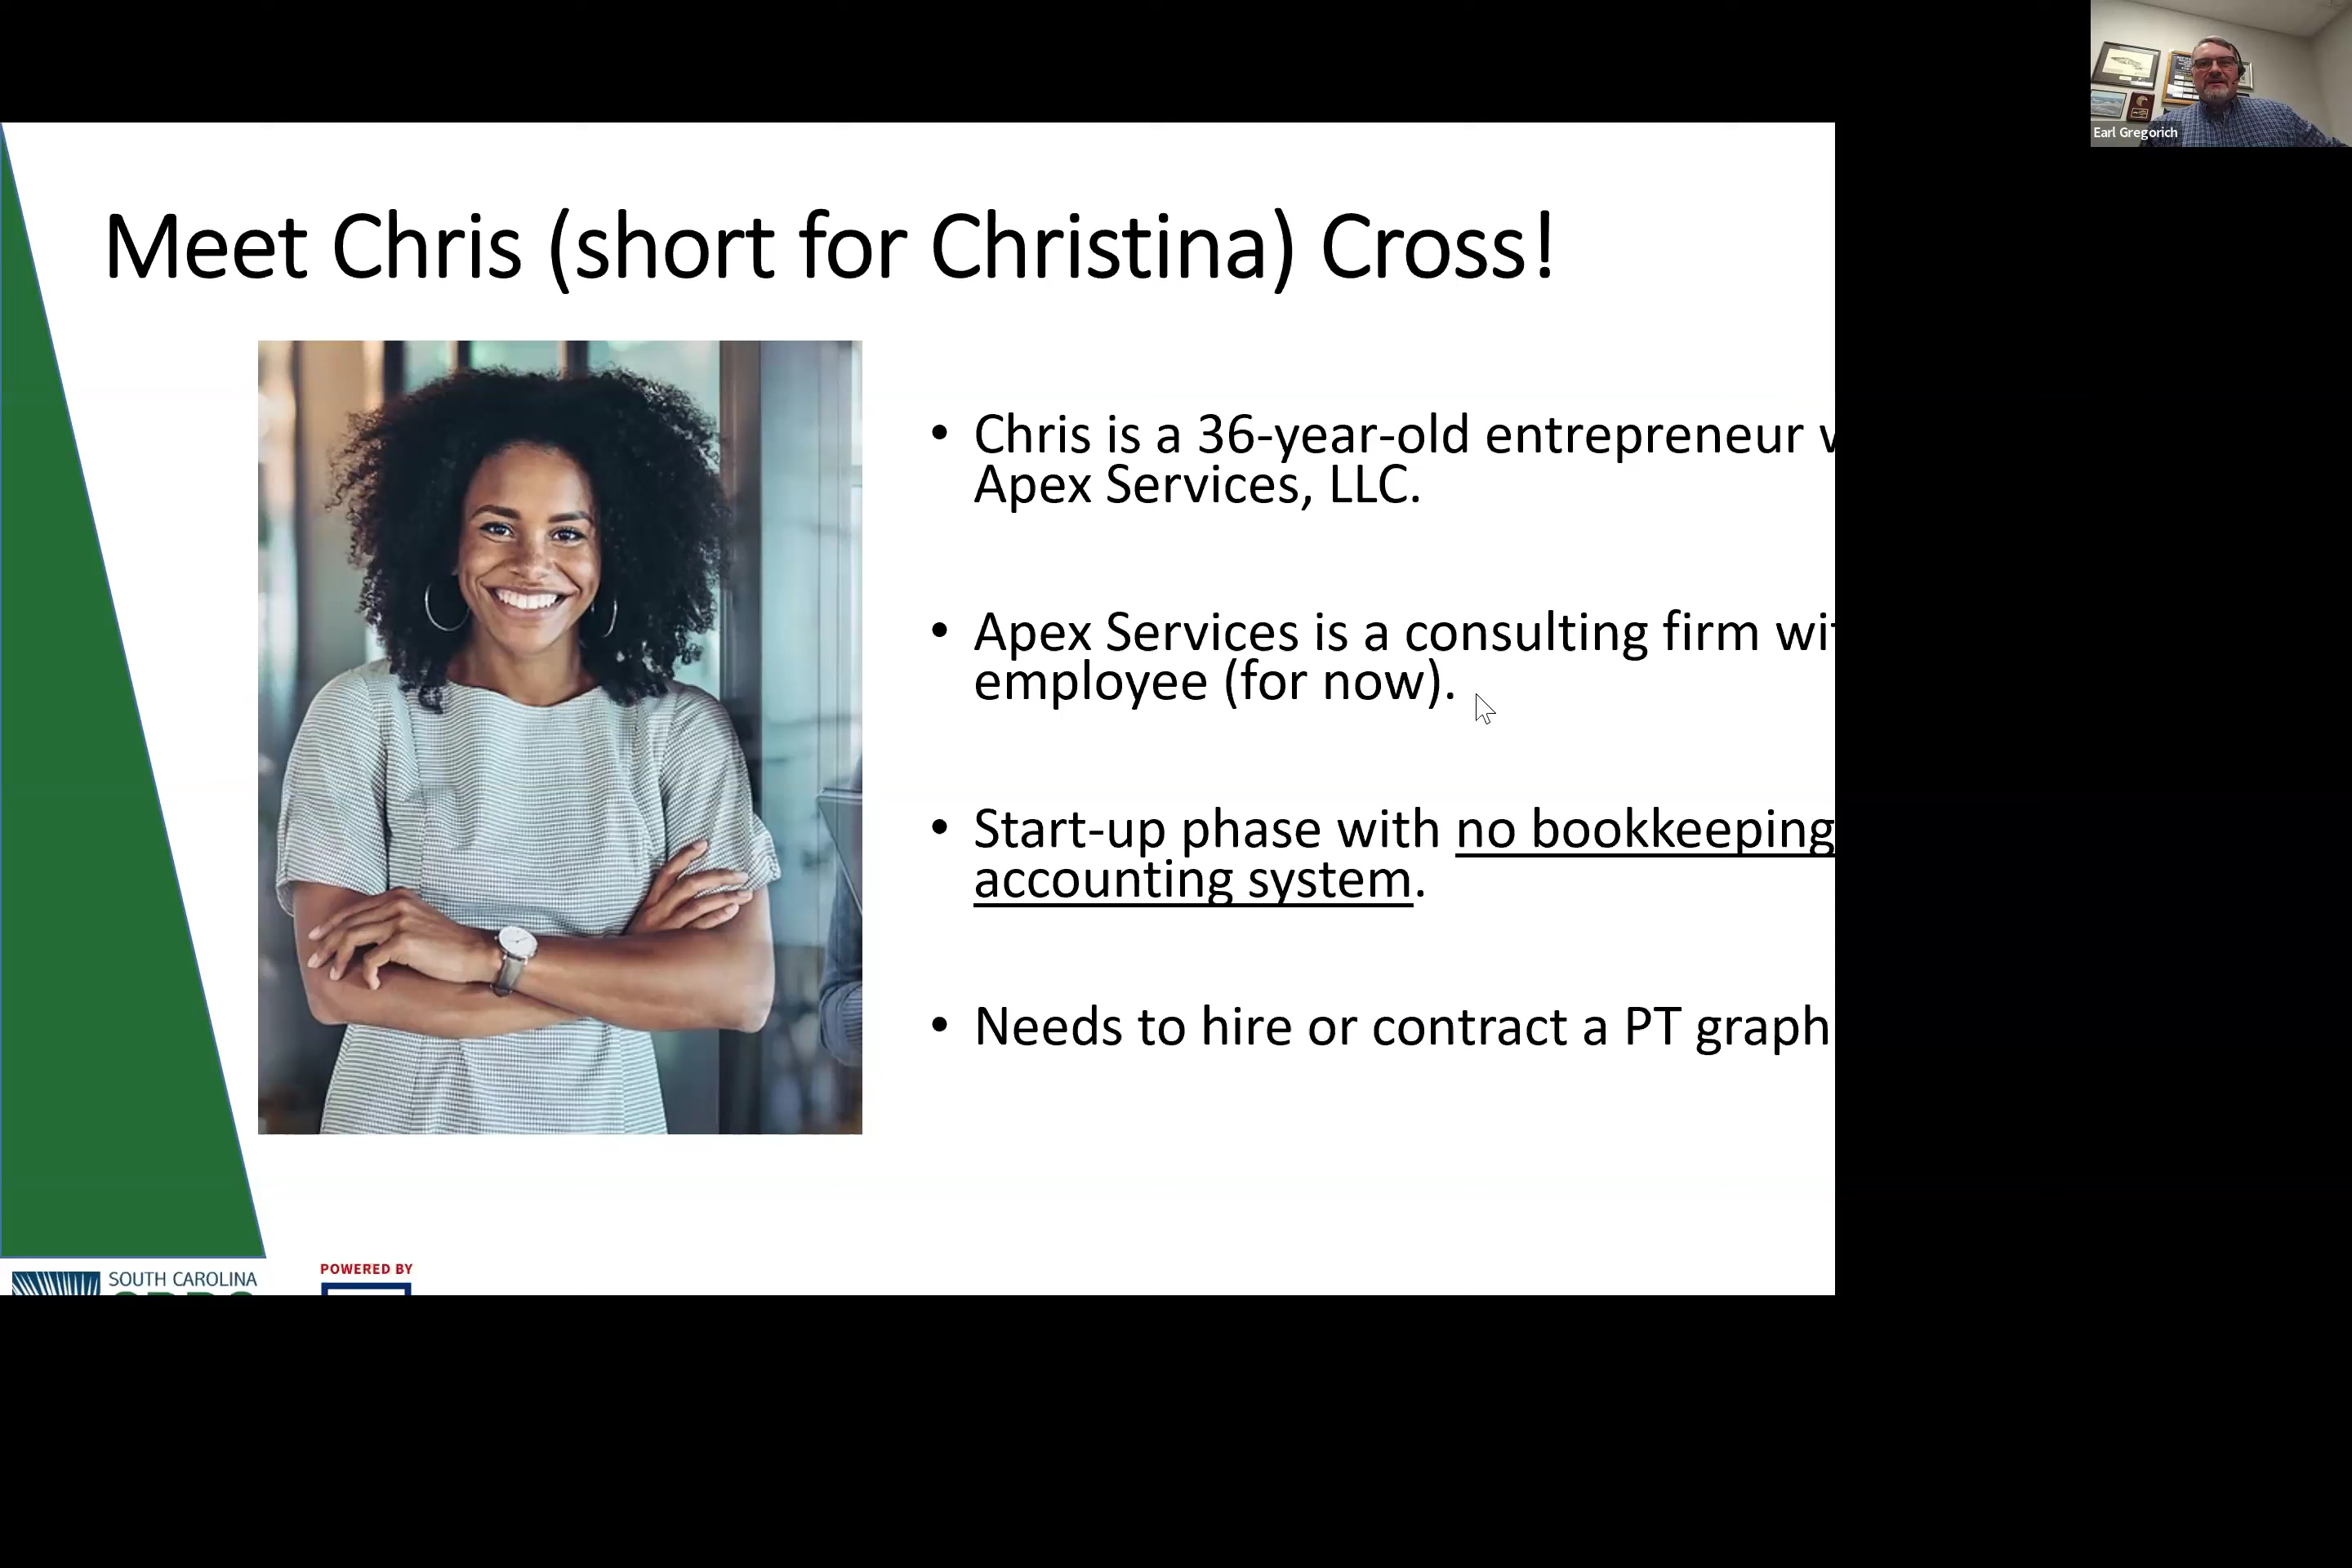 Earl Gregorich
Meet Chris (short for Christina) Cross!
• Chris is a 36-year-old entrepreneur
Apex Services, LLC.
• Apex Services is a consulting firm
employee (for now).
• Start-up phase with no bookkeeping
accounting system.
• Needs to hire or contract a PT graph
SOUTH CAROLINA
POWERED BY